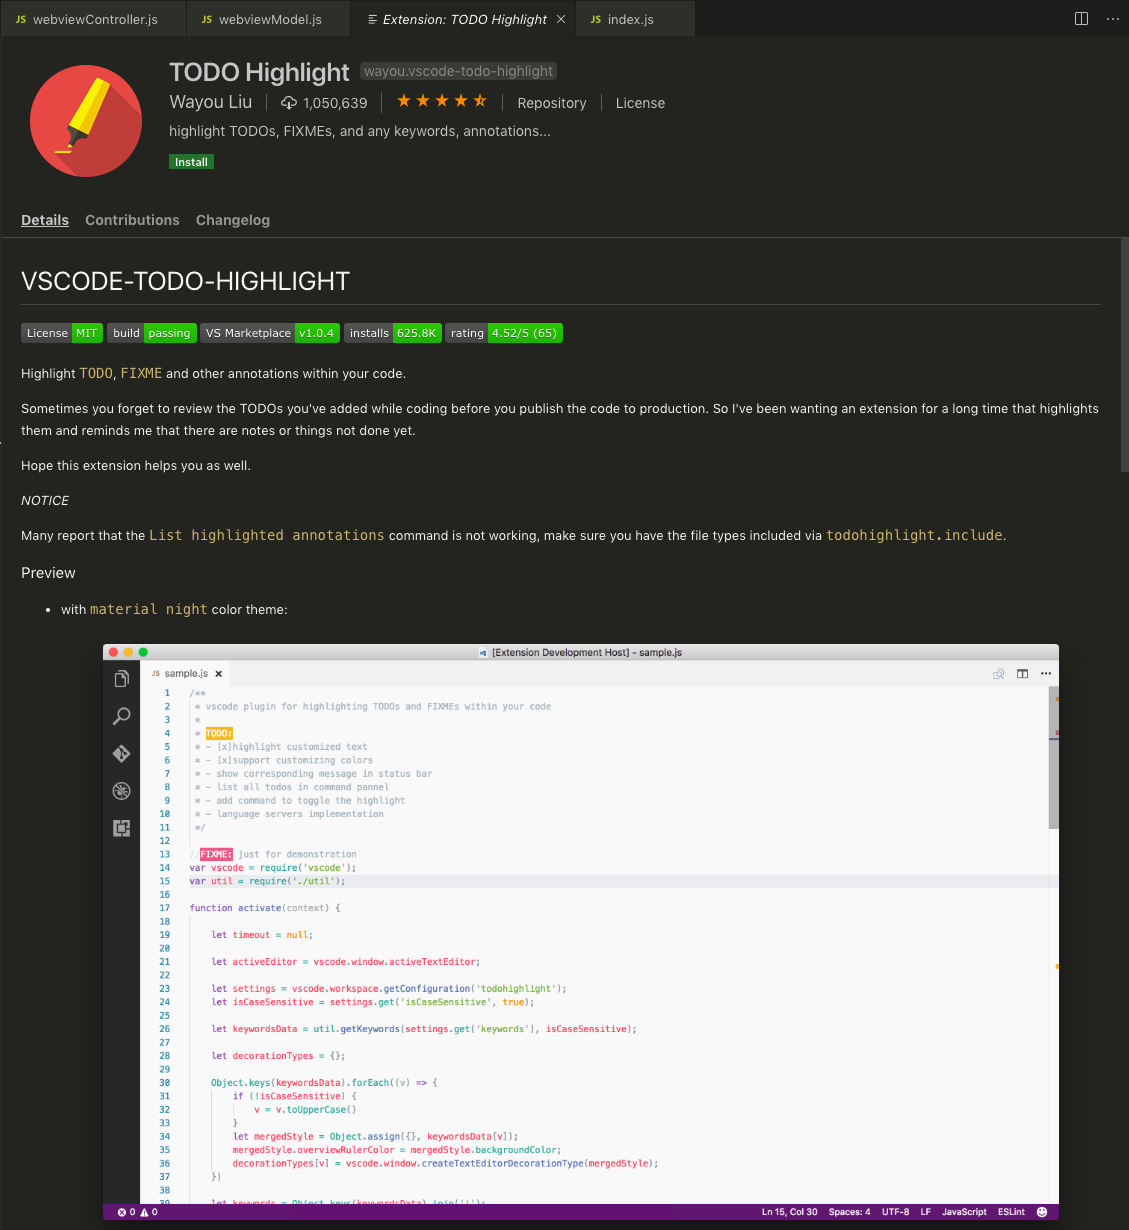 JS webviewController.js JS webviewModel.js Extension: TODO Highlight JS index.js
TODO Highlight wayou.vscode-todo-highlight
Wayou Liu 1,050,639 Repository License
highlight TODOs, FIXMEs, and any keywords, annotations...
Install
Details Contributions Changelog
VSCODE-TODO-HIGHLIGHT
License MIT build passing VS Marketplace v1.0.4 installs 625.8K rating 4.52/5 (65)
Highlight TODO, FIXME and other annotations within your code.
Sometimes you forget to review the TODOs you've added while coding before you publish the code to production. So I've been wanting an extension for a long time that highlights
them and reminds me that there are notes or things not done yet.
Hope this extension helps you as well.
NOTICE
Many report that the List highlighted annotations command is not working, make sure you have the file types included via todohighlight.include.
Preview
• with material night color theme:
[Extension Development Host] - sample.js
JS sample.js
1 /**
2 * vscode plugin for highlighting TODOs and FIXMEs within your code
3 *
4 * TODO:
5 * - [x]highlight customized text
6 * - [x]support customizing colors
7 * - show corresponding message in status bar
8 * - list all todos in command pannel
9 * - add command to toggle the highlight
10 * - language servers implementation
11 */
12
13 //FIXME: just for demonstration
14 var vscode = require('vscode');
15 var util = require('./util');
16
17 function activate(context) {
18
19 let timeout = null;
20
21 let activeEditor = vscode.window.activeTextEditor;
22
23 let settings = vscode.workspace.getConfiguration('todohighlight');
24 let isCaseSensitive = settings.get('isCaseSensitive', true);
25
26 let keywordsData = util.getKeywords(settings.get('keywords'), isCaseSensitive);
27
28 let decorationTypes = {};
29
30 Object.keys(keywordsData).forEach((v) => {
31 if (!isCaseSensitive) {
32 v = v.toUpperCase()
33 }
34 let mergedStyle = Object.assign({}, keywordsData[v]);
35 mergedStyle.overviewRulerColor = mergedStyle.backgroundColor;
36 decorationTypes[v] = vscode.window.createTextEditorDecorationType(mergedStyle);
37 })
38
39 let keywords = Object.keys(keywordsData).join('|');
0 0 Ln 15, Col 30 Spaces: 4 UTF-8 LF JavaScript ESLint